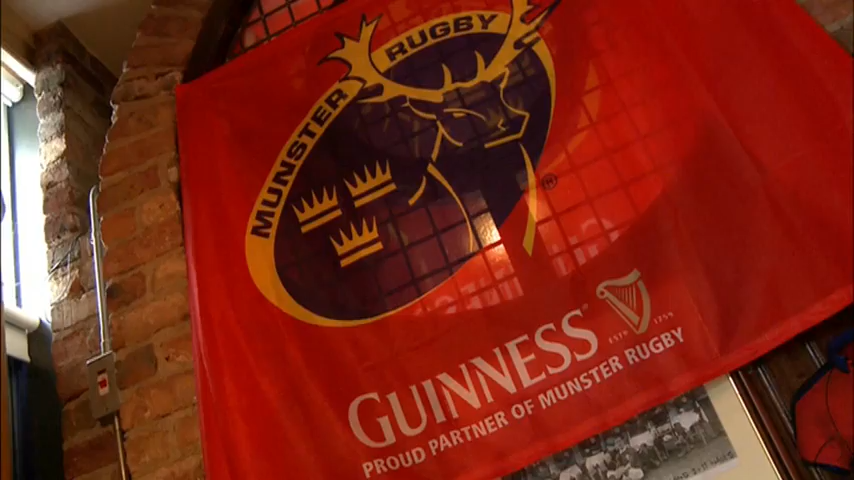 MUNSTER RUGBY
®
GUINNESS®
ESTD 1759
PROUD PARTNER OF MUNSTER RUGBY